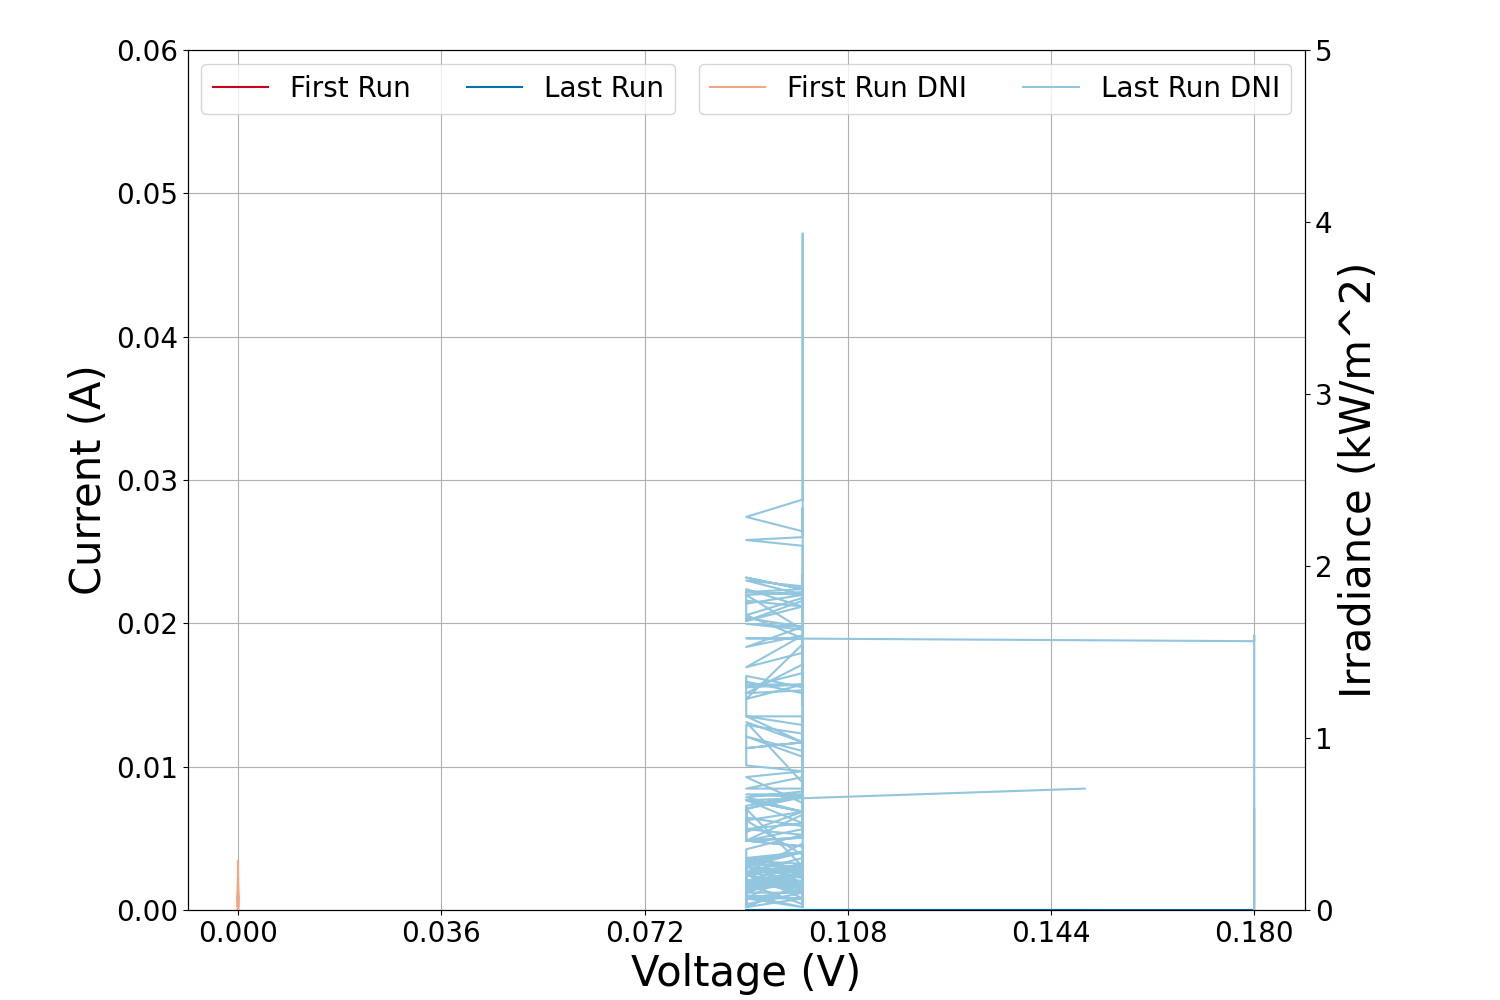 First Run Last Run First Run DNI Last Run DNI
0.06
0.05
0.04
0.03
0.02
0.01
0.00
Current (A)
5
4
3
2
1
0
Irradiance (kW/m^2)
0.000 0.036 0.072 0.108 0.144 0.180
Voltage (V)